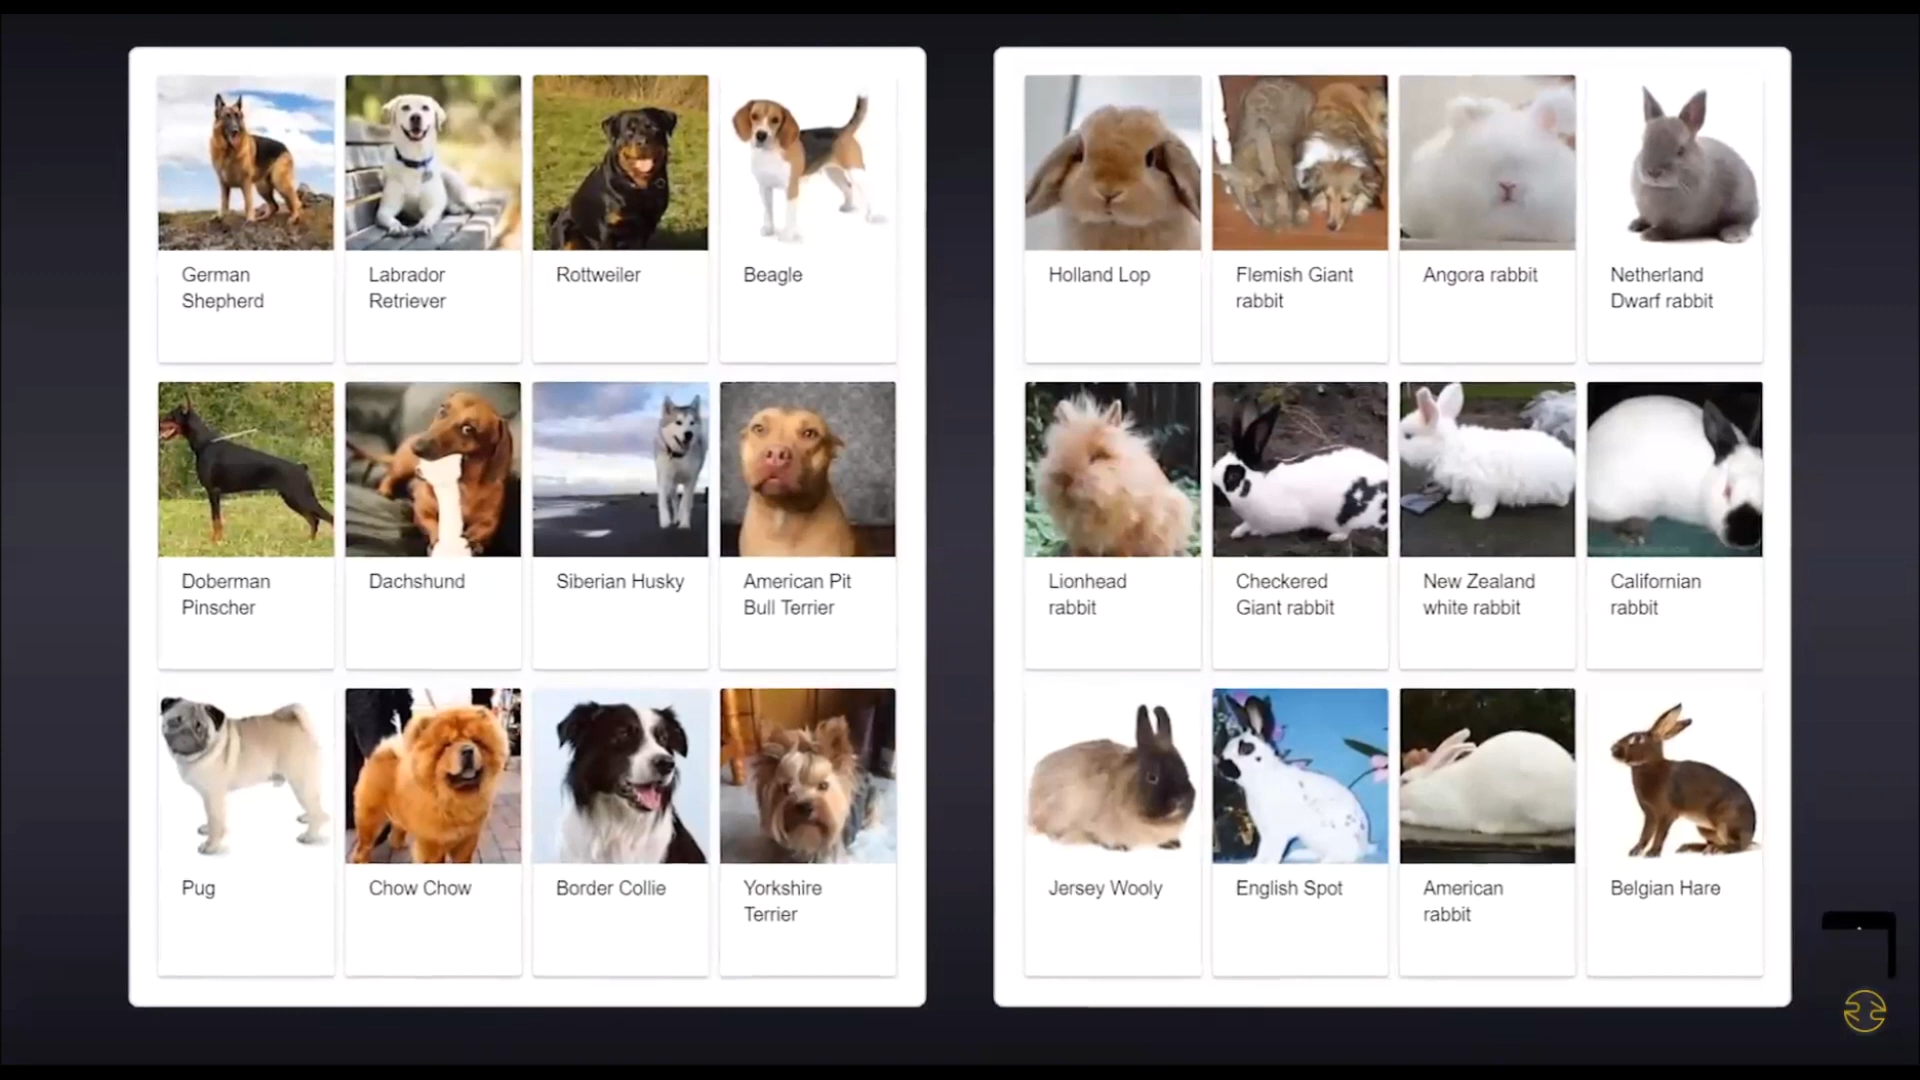 German
Shepherd
Labrador
Retriever
Rottweiler
Beagle
Doberman
Pinscher
Dachshund
Siberian Husky
American Pit
Bull Terrier
Pug
Chow Chow
Border Collie
Yorkshire
Terrier
Holland Lop
Flemish Giant
rabbit
Angora rabbit
Netherland
Dwarf rabbit
Lionhead
rabbit
Checkered
Giant rabbit
New Zealand
white rabbit
Californian
rabbit
Jersey Wooly
English Spot
American
rabbit
Belgian Hare